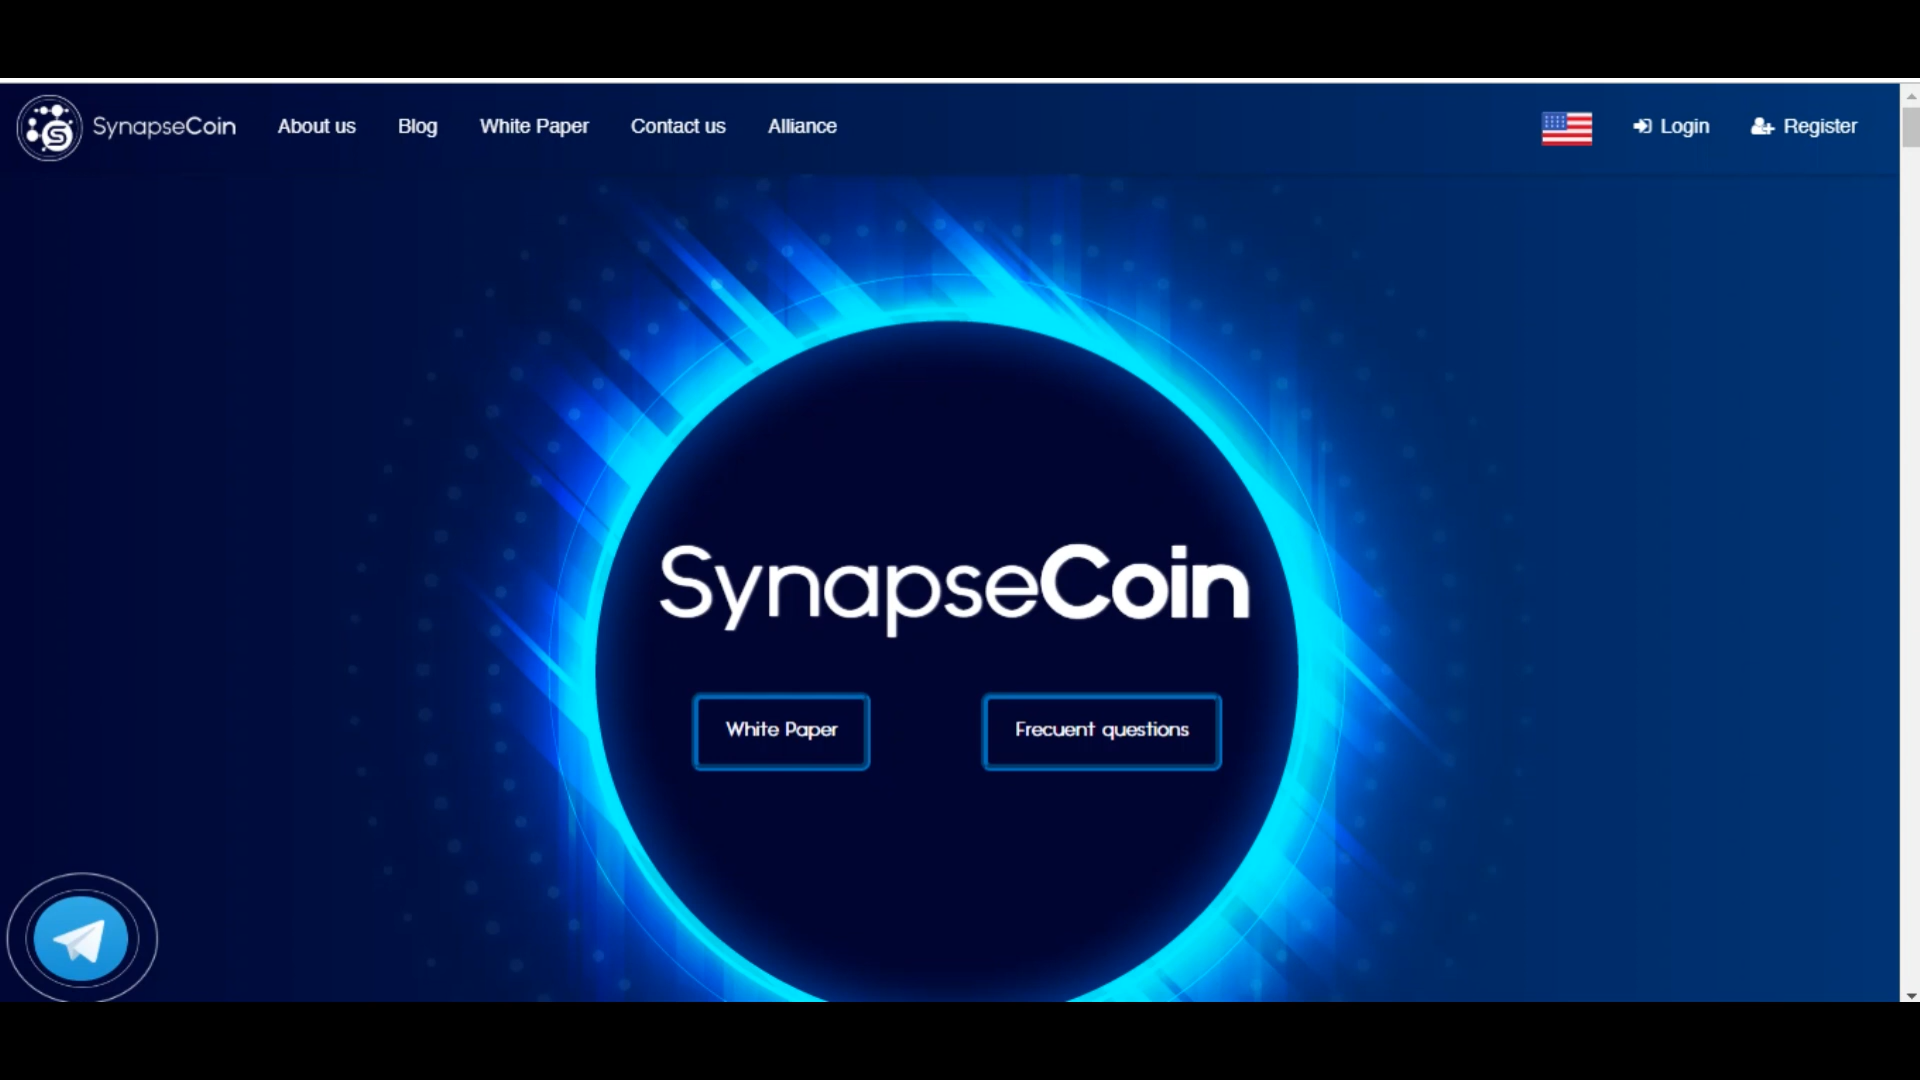 SynapseCoin About us Blog White Paper Contact us Alliance Login Register
SynapseCoin
White Paper Frecuent questions